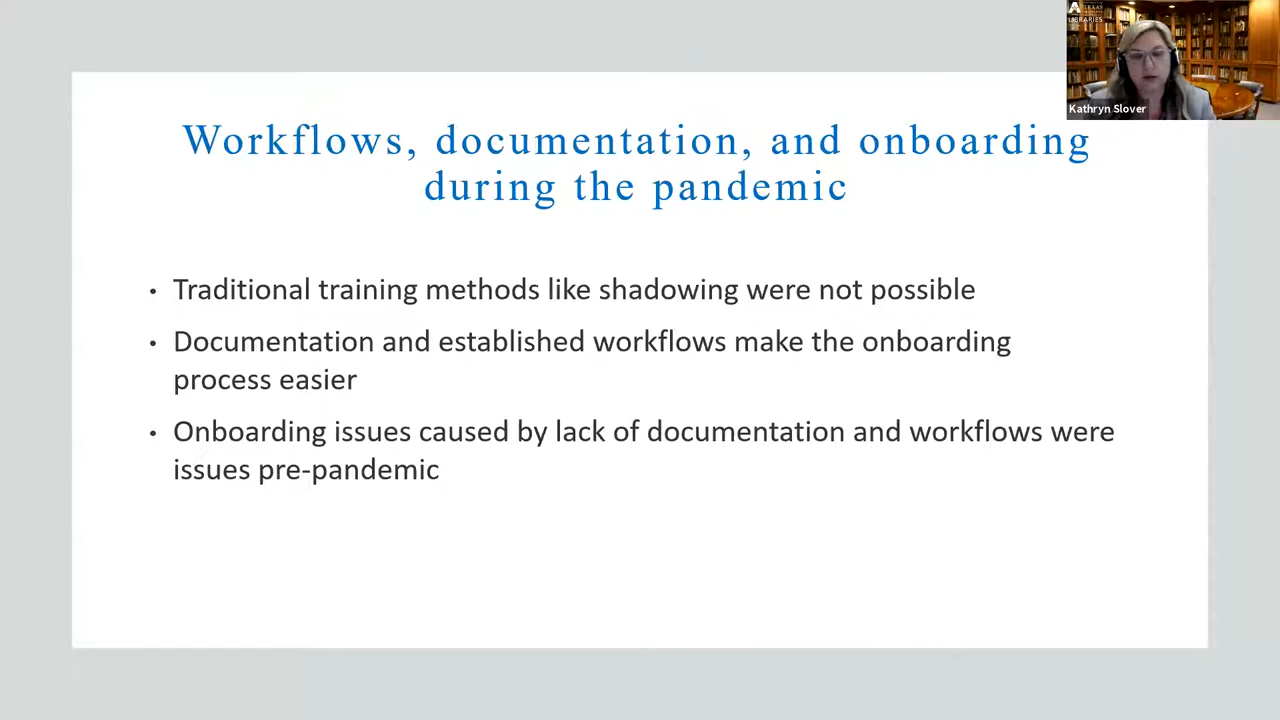 A
TEXAS
LIBRARIES
Kathryn Slover
Workflows, documentation, and onboarding
during the pandemic
• Traditional training methods like shadowing were not possible
• Documentation and established workflows make the onboarding
process easier
• Onboarding issues caused by lack of documentation and workflows were
issues pre-pandemic